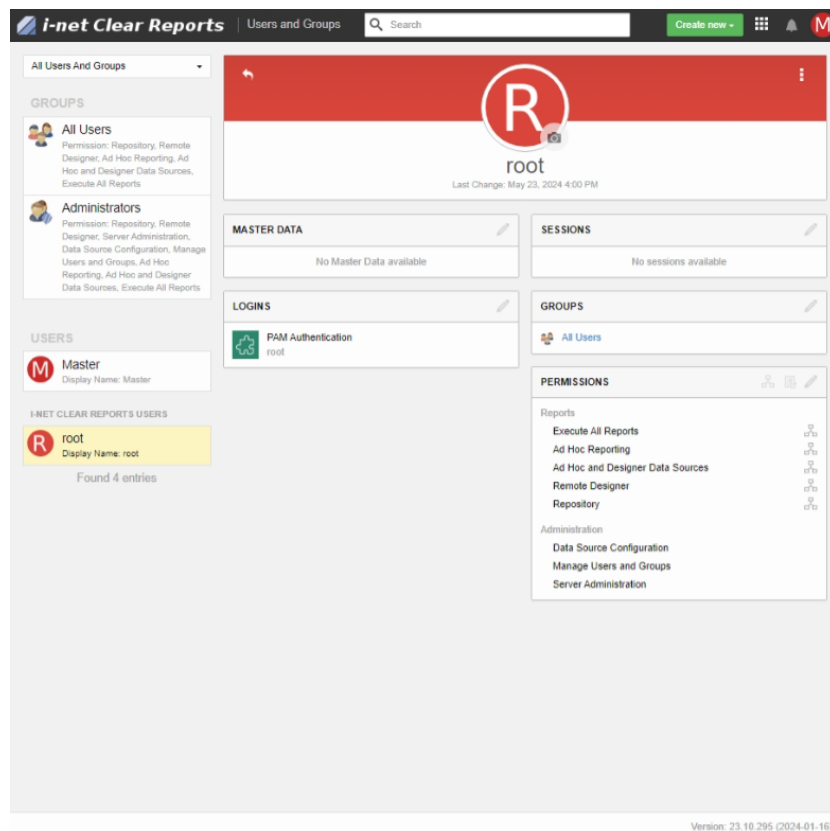 i-net Clear Reports
Users and Groups
Search
Create new
M
All Users And Groups
GROUPS
All Users
Permission: Repository, Remote
Designer, Ad Hoc Reporting, Ad
Hoc and Designer Data Sources,
Execute All Reports
Administrators
Permission: Repository, Remote
Designer, Server Administration,
Data Source Configuration, Manage
Users and Groups, Ad Hoc
Reporting, Ad Hoc and Designer
Data Sources, Execute All Reports
USERS
M
Master
Display Name: Master
I-NET CLEAR REPORTS USERS
R
root
Display Name: root
Found 4 entries
R
root
Last Change: May 23, 2024 4:00 PM
MASTER DATA
No Master Data available
LOGINS
PAM Authentication
root
SESSIONS
No sessions available
GROUPS
All Users
PERMISSIONS
Reports
Execute All Reports
Ad Hoc Reporting
Ad Hoc and Designer Data Sources
Remote Designer
Repository
Administration
Data Source Configuration
Manage Users and Groups
Server Administration
Version: 23.10.295 (2024-01-16